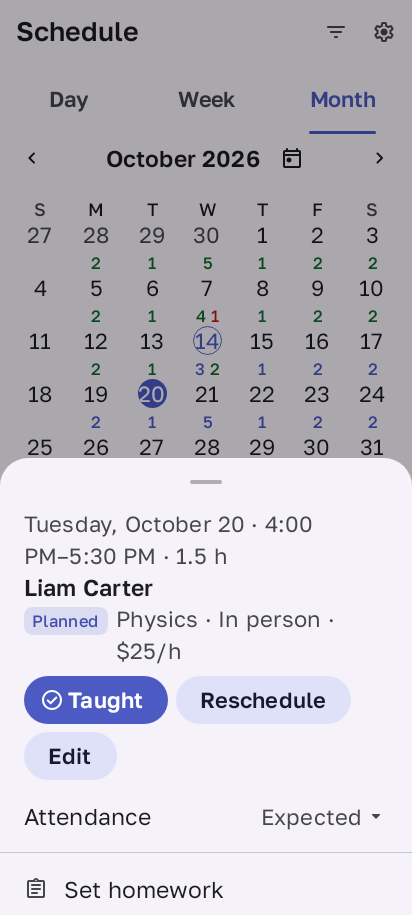 Schedule
Day Week Month
October 2026
S M T W T F S
27 28 29 30 1 2 3
2 1 5 1 2 2
4 5 6 7 8 9 10
2 1 4 1 1 2 2
11 12 13 14 15 16 17
2 1 3 2 1 2 2
18 19 20 21 22 23 24
2 1 5 1 2 2
25 26 27 28 29 30 31
Tuesday, October 20 · 4:00
PM–5:30 PM · 1.5 h
Liam Carter
Planned Physics · In person ·
$25/h
Taught Reschedule
Edit
Attendance Expected
Set homework